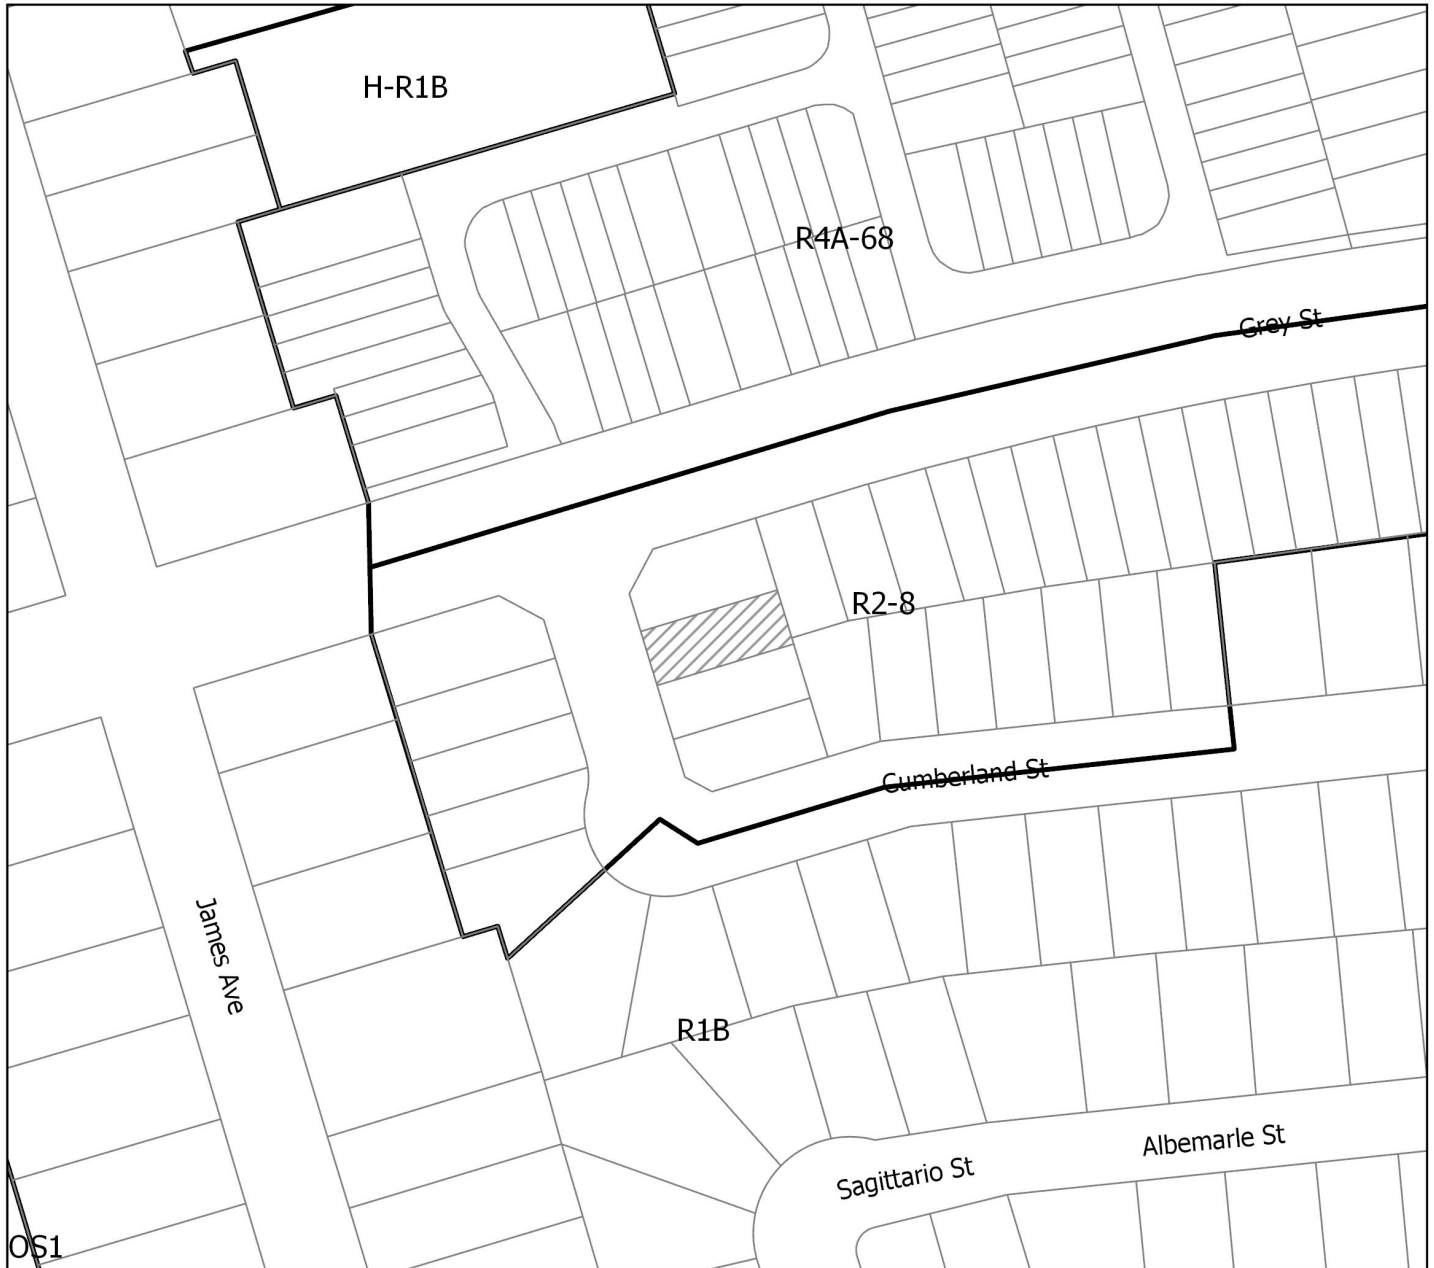 H-R1B
R4A-68
Grey St
R2-8
Cumberland St
James Ave
R1B
Albemarle St
Sagittario St
OS1